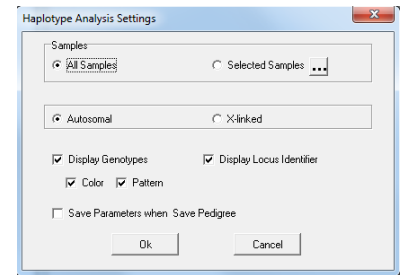 Haplotype Analysis Settings
Samples
All Samples Selected Samples ...
Autosomal X-linked
Display Genotypes Display Locus Identifier
Color Pattern
Save Parameters when Save Pedigree
Ok Cancel